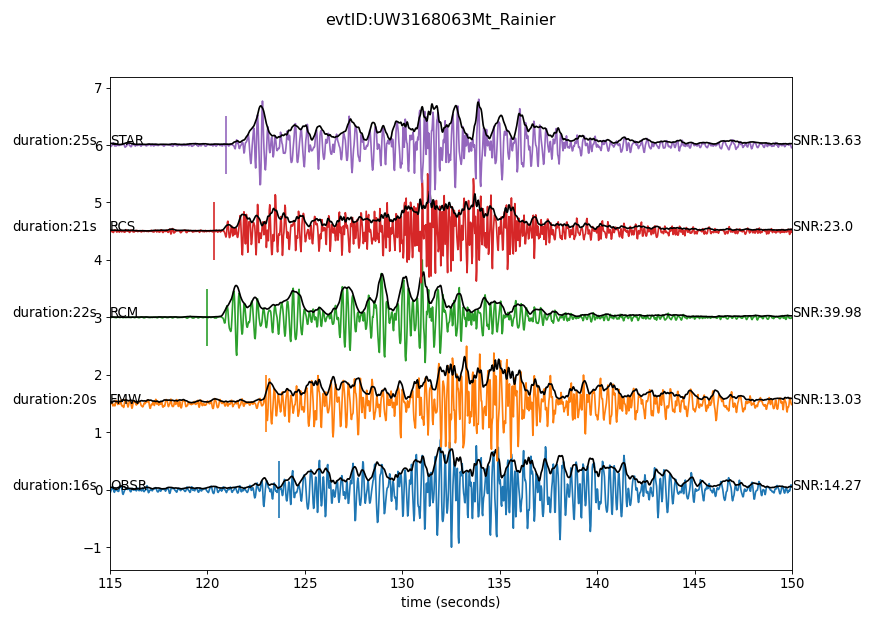 evtID:UW3168063Mt_Rainier
7
duration:25s STAR SNR:13.63
6
5
duration:21s RCS SNR:23.0
4
duration:22s RCM SNR:39.98
3
2
duration:20s FMW SNR:13.03
1
duration:16s OBSR SNR:14.27
0
−1
115 120 125 130 135 140 145 150
time (seconds)